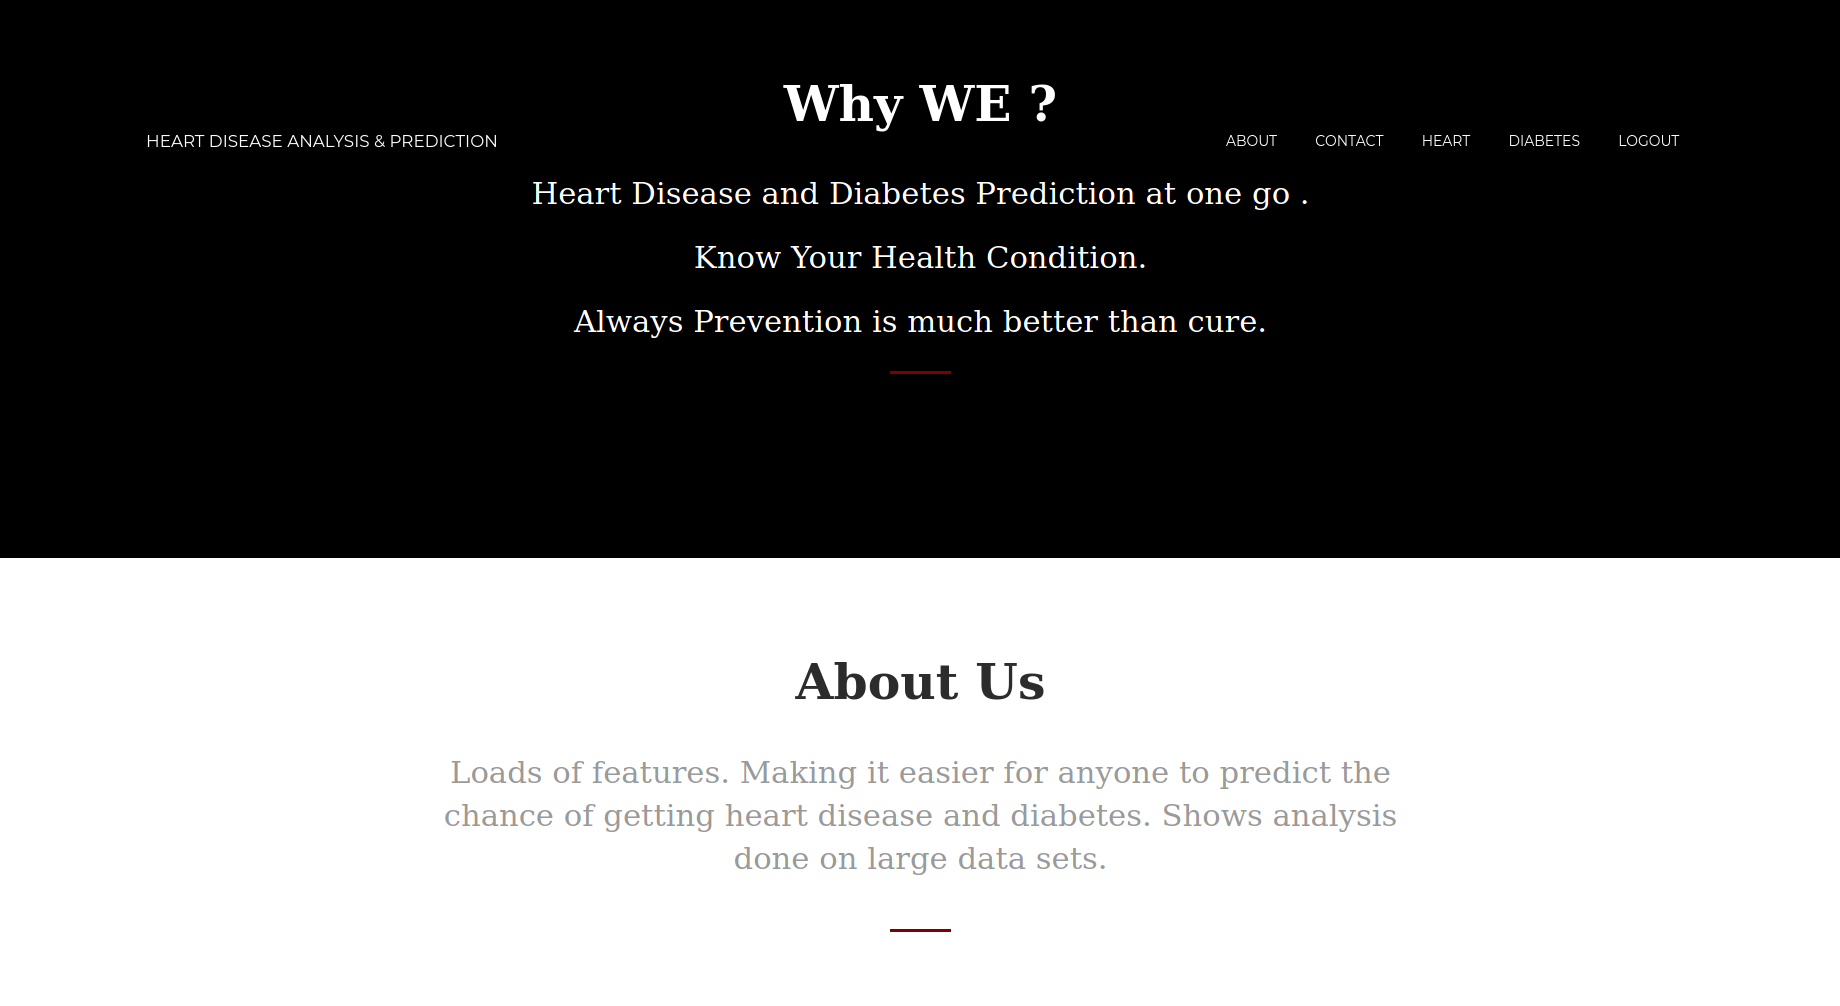 Why WE ?
HEART DISEASE ANALYSIS & PREDICTION
ABOUT CONTACT HEART DIABETES LOGOUT
Heart Disease and Diabetes Prediction at one go .
Know Your Health Condition.
Always Prevention is much better than cure.
About Us
Loads of features. Making it easier for anyone to predict the
chance of getting heart disease and diabetes. Shows analysis
done on large data sets.